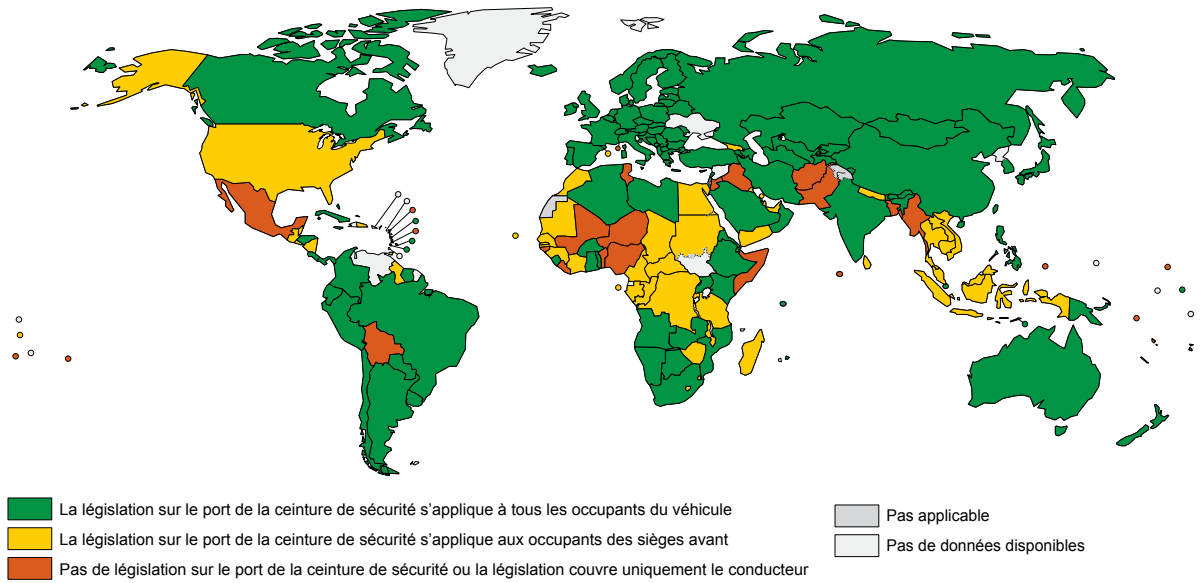 La législation sur le port de la ceinture de sécurité s’applique à tous les occupants du véhicule
La législation sur le port de la ceinture de sécurité s’applique aux occupants des sièges avant
Pas de législation sur le port de la ceinture de sécurité ou la législation couvre uniquement le conducteur
Pas applicable
Pas de données disponibles